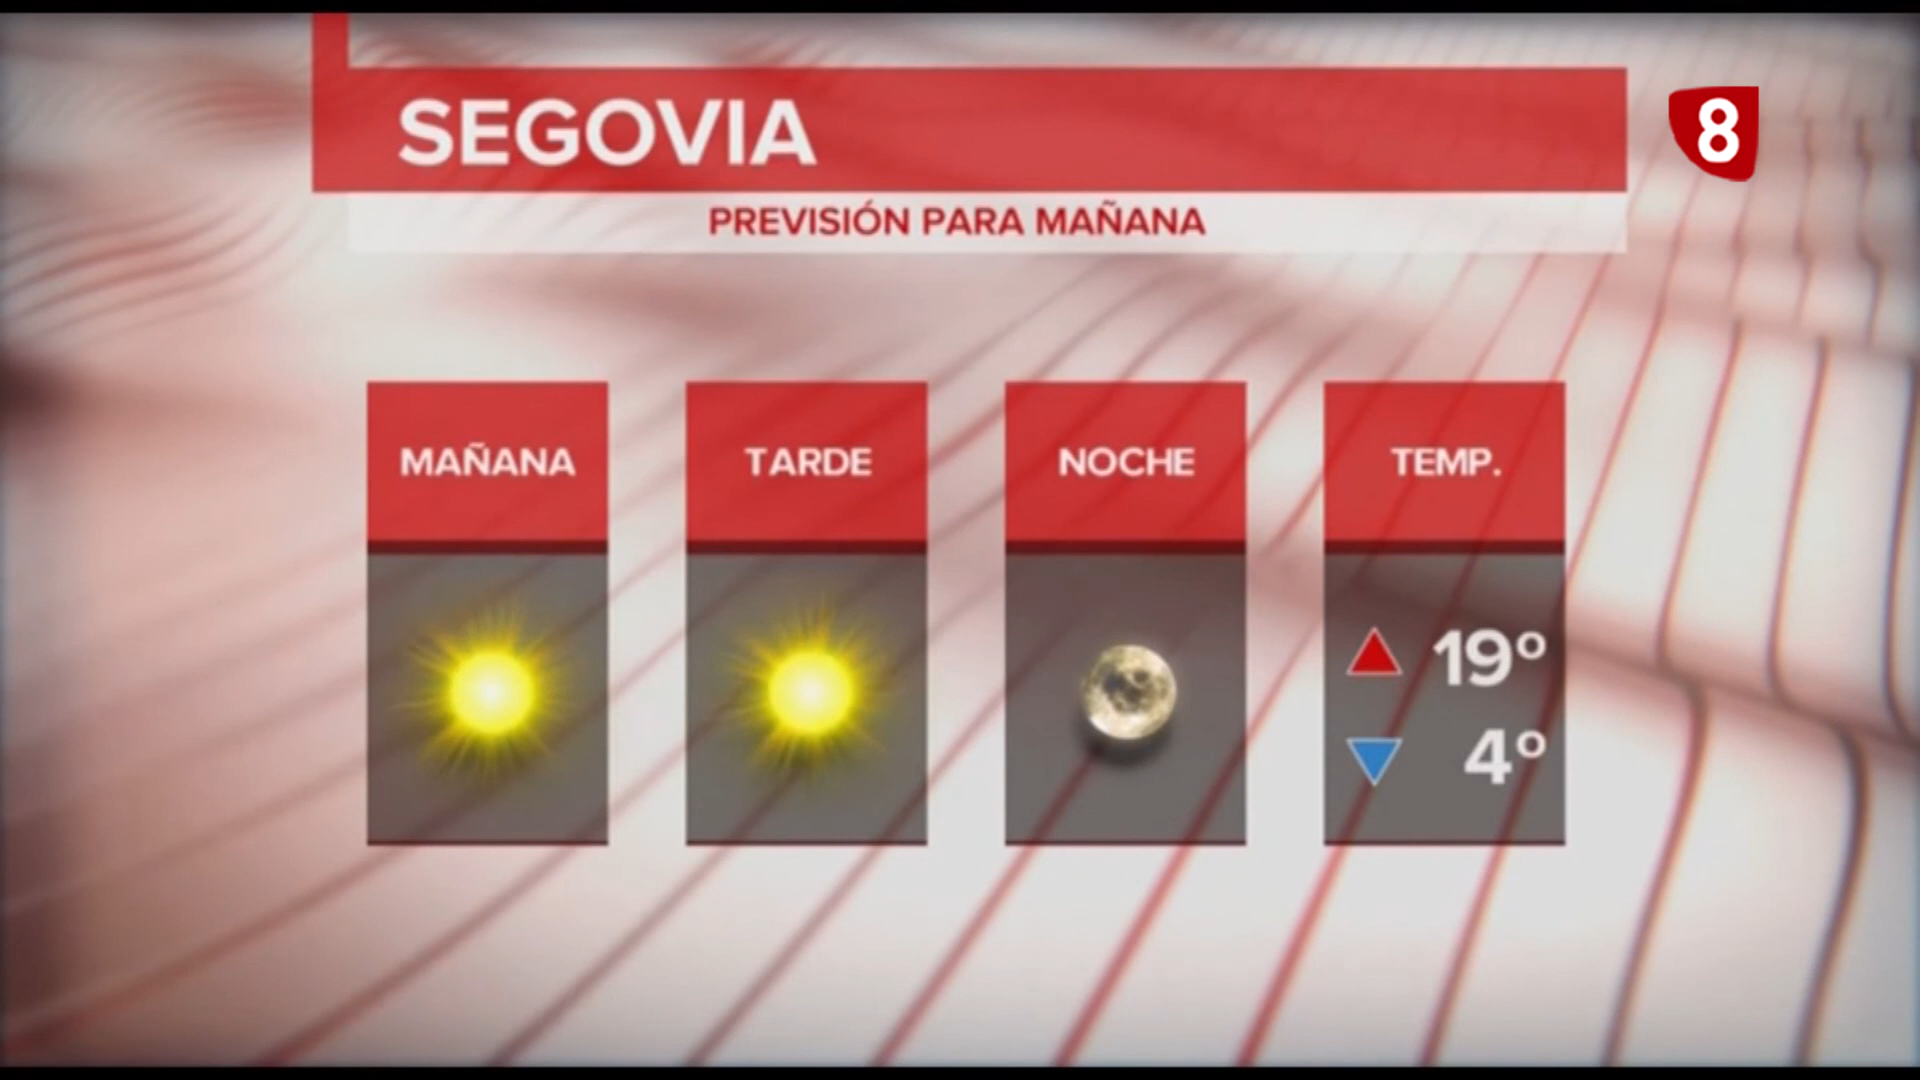 SEGOVIA
8
PREVISIÓN PARA MAÑANA
MAÑANA
TARDE
NOCHE
TEMP.
19º
4º